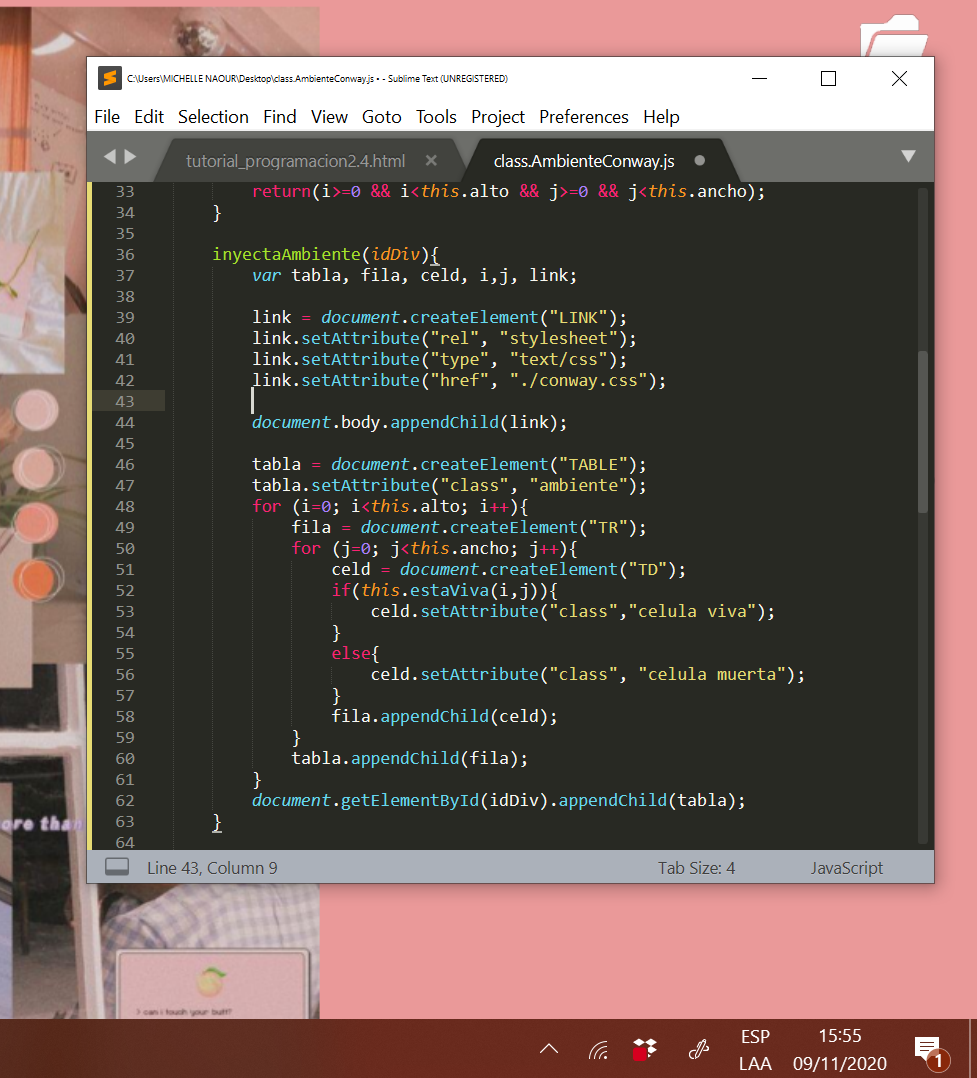 C:\Users\MICHELLE NAOUR\Desktop\class.AmbienteConway.js • - Sublime Text (UNREGISTERED)
File Edit Selection Find View Goto Tools Project Preferences Help
tutorial_programacion2.4.html class.AmbienteConway.js
33 return(i>=0 && i<this.alto && j>=0 && j<this.ancho);
34 }
35
36 inyectaAmbiente(idDiv){
37 var tabla, fila, celd, i,j, link;
38
39 link = document.createElement("LINK");
40 link.setAttribute("rel", "stylesheet");
41 link.setAttribute("type", "text/css");
42 link.setAttribute("href", "./conway.css");
43
44 document.body.appendChild(link);
45
46 tabla = document.createElement("TABLE");
47 tabla.setAttribute("class", "ambiente");
48 for (i=0; i<this.alto; i++){
49 fila = document.createElement("TR");
50 for (j=0; j<this.ancho; j++){
51 celd = document.createElement("TD");
52 if(this.estaViva(i,j)){
53 celd.setAttribute("class","celula viva");
54 }
55 else{
56 celd.setAttribute("class", "celula muerta");
57 }
58 fila.appendChild(celd);
59 }
60 tabla.appendChild(fila);
61 }
62 document.getElementById(idDiv).appendChild(tabla);
63 }
64
Line 43, Column 9 Tab Size: 4 JavaScript
ore than
> can i touch your butt?
ESP 15:55
LAA 09/11/2020 1